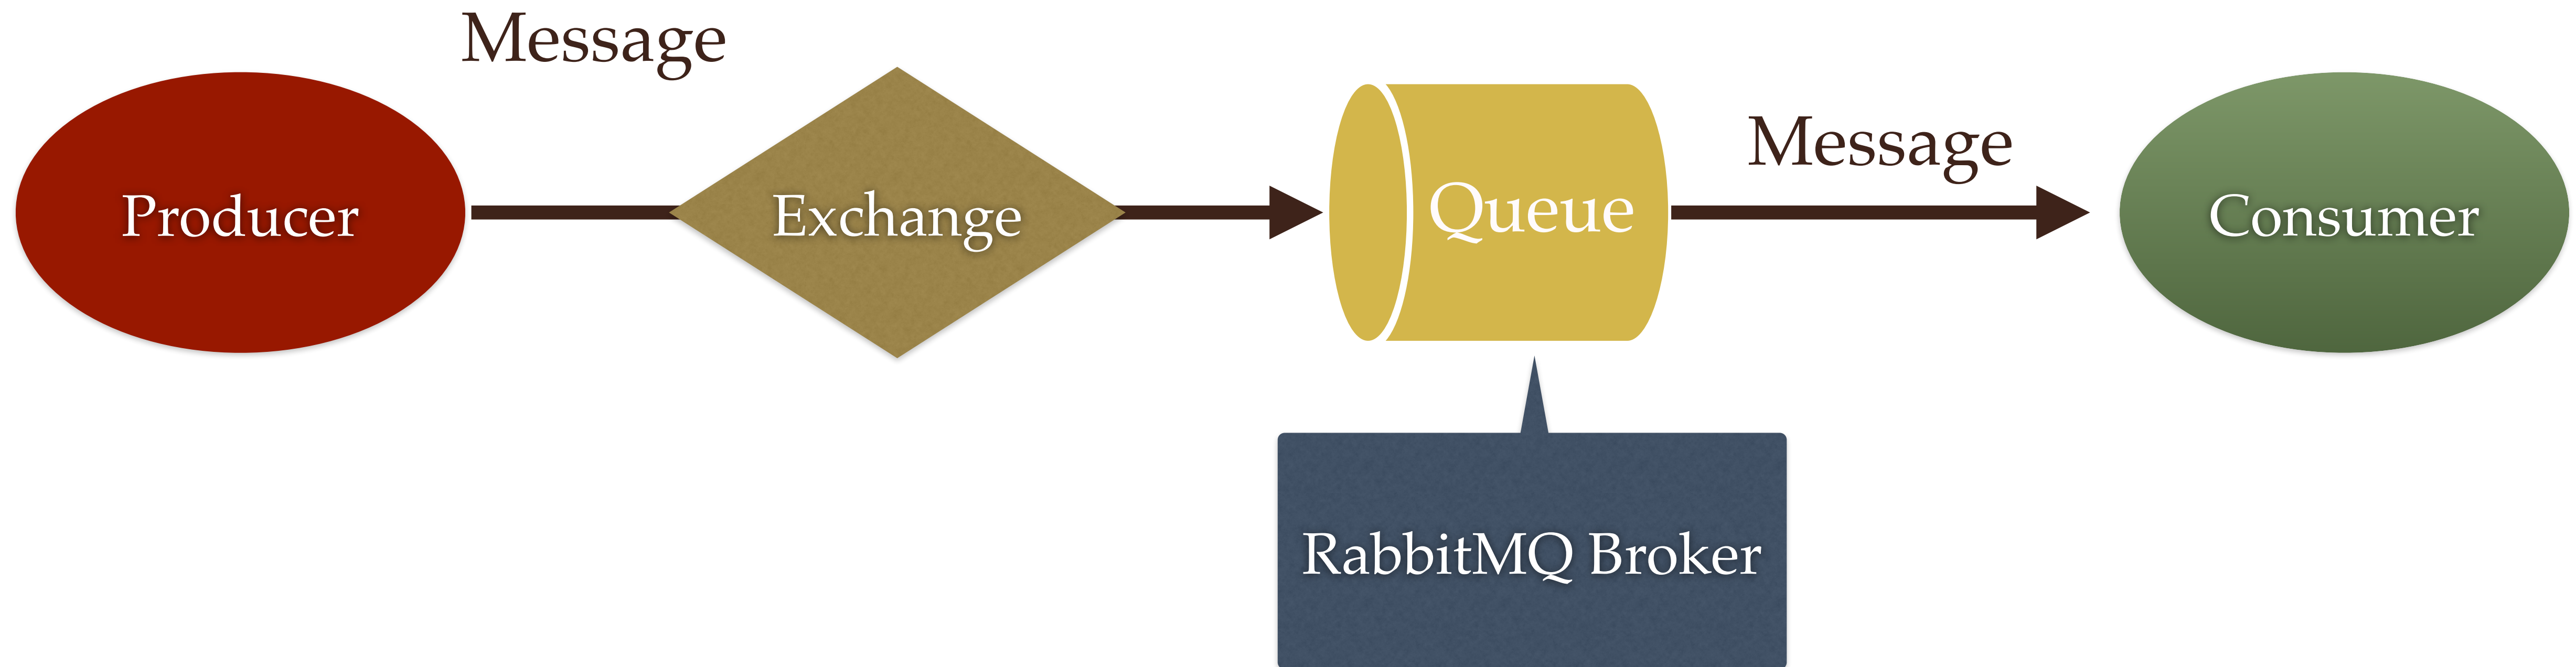 Message
Producer
Exchange
Queue
Message
Consumer
RabbitMQ Broker